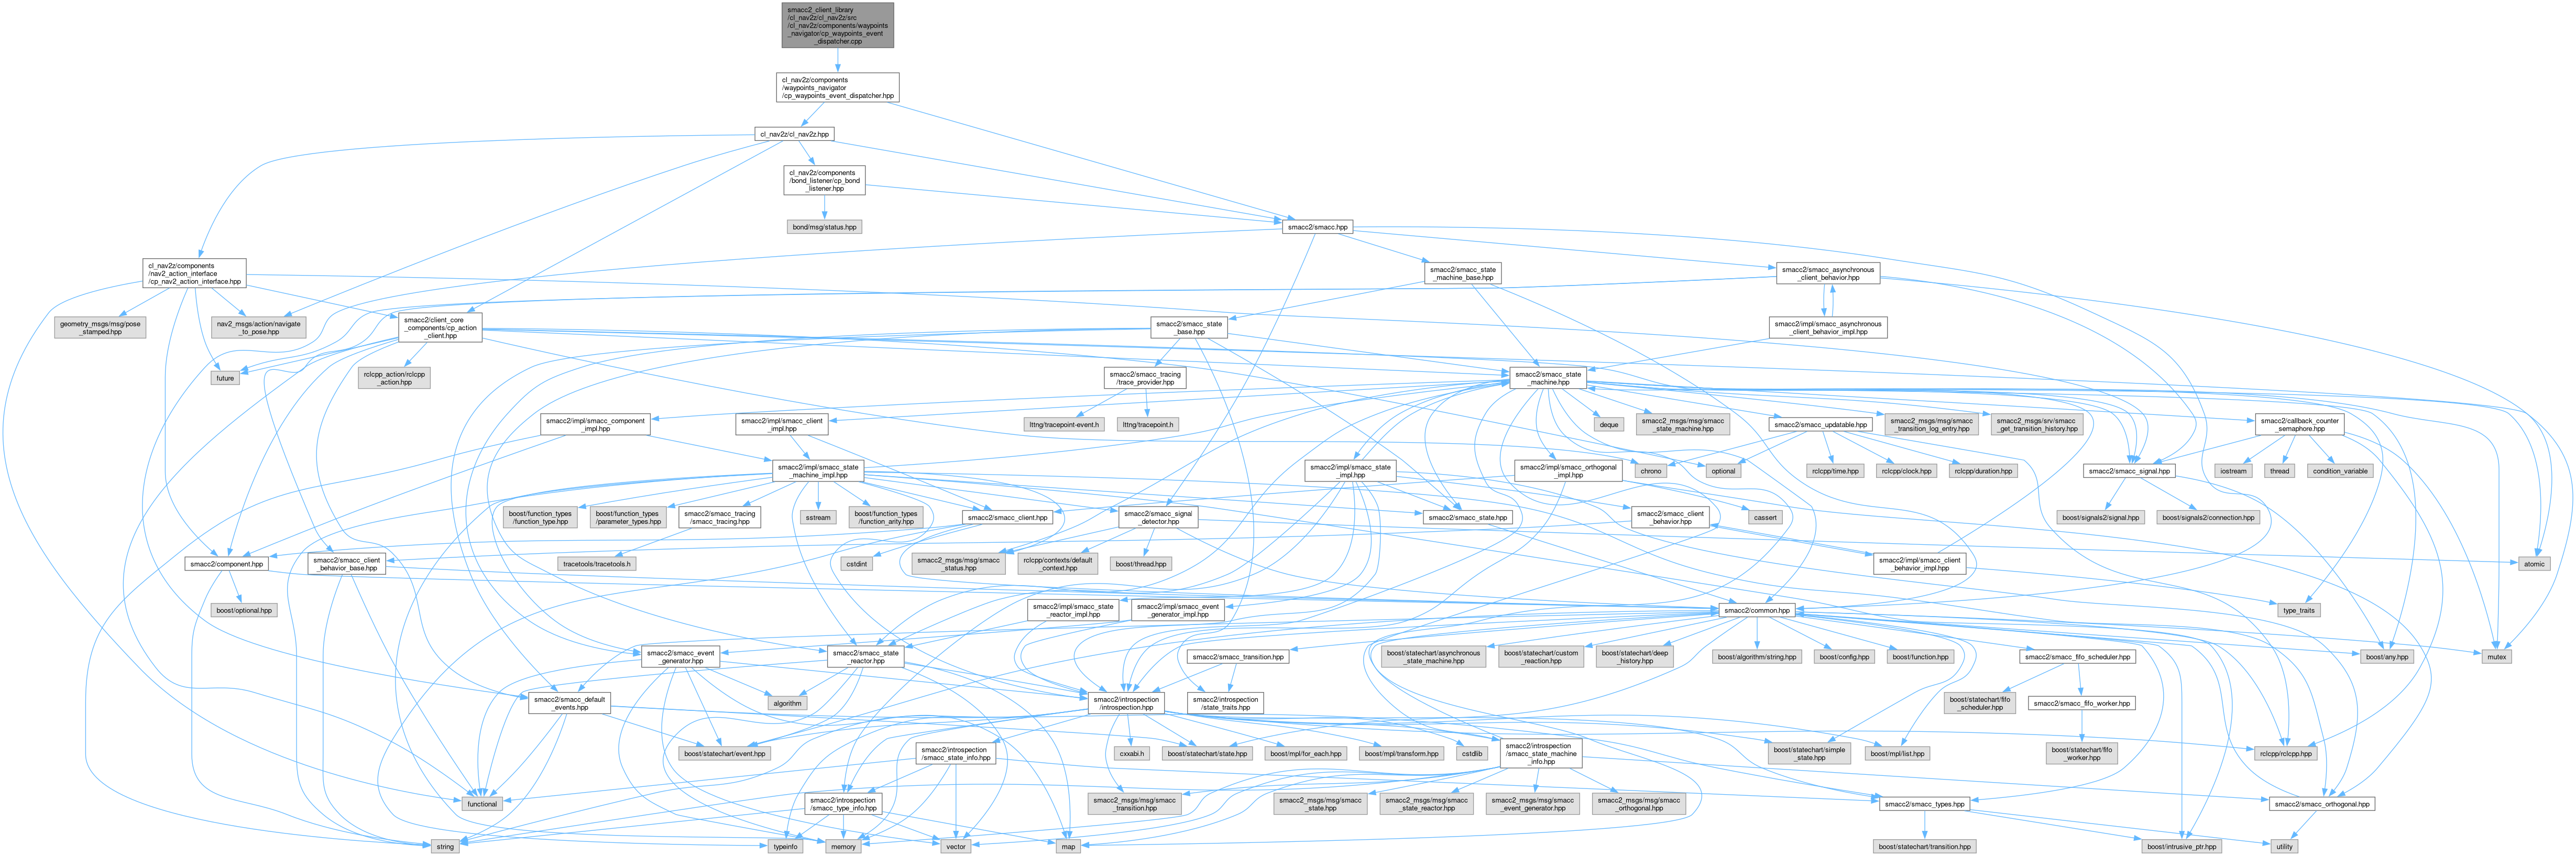 smacc2_client_library
/cl_nav2z/cl_nav2z/src
/cl_nav2z/components/waypoints
_navigator/cp_waypoints_event
_dispatcher.cpp
cl_nav2z/components
/waypoints_navigator
/cp_waypoints_event_dispatcher.hpp
cl_nav2z/cl_nav2z.hpp
cl_nav2z/components
/bond_listener/cp_bond
_listener.hpp
bond/msg/status.hpp
smacc2/smacc.hpp
cl_nav2z/components
/nav2_action_interface
/cp_nav2_action_interface.hpp
smacc2/smacc_state
_machine_base.hpp
smacc2/smacc_asynchronous
_client_behavior.hpp
geometry_msgs/msg/pose
_stamped.hpp
nav2_msgs/action/navigate
_to_pose.hpp
smacc2/client_core
_components/cp_action
_client.hpp
smacc2/smacc_state
_base.hpp
smacc2/impl/smacc_asynchronous
_client_behavior_impl.hpp
future
rclcpp_action/rclcpp
_action.hpp
smacc2/smacc_tracing
/trace_provider.hpp
smacc2/smacc_state
_machine.hpp
smacc2/impl/smacc_component
_impl.hpp
smacc2/impl/smacc_client
_impl.hpp
lttng/tracepoint-event.h
lttng/tracepoint.h
deque
smacc2_msgs/msg/smacc
_state_machine.hpp
smacc2/smacc_updatable.hpp
smacc2_msgs/msg/smacc
_transition_log_entry.hpp
smacc2_msgs/srv/smacc
_get_transition_history.hpp
smacc2/callback_counter
_semaphore.hpp
smacc2/impl/smacc_state
_machine_impl.hpp
smacc2/impl/smacc_state
_impl.hpp
smacc2/impl/smacc_orthogonal
_impl.hpp
chrono
optional
rclcpp/time.hpp
rclcpp/clock.hpp
rclcpp/duration.hpp
smacc2/smacc_signal.hpp
iostream
thread
condition_variable
boost/function_types
/function_type.hpp
boost/function_types
/parameter_types.hpp
smacc2/smacc_tracing
/smacc_tracing.hpp
sstream
boost/function_types
/function_arity.hpp
smacc2/smacc_client.hpp
smacc2/smacc_signal
_detector.hpp
smacc2/smacc_state.hpp
smacc2/smacc_client
_behavior.hpp
cassert
boost/signals2/signal.hpp
boost/signals2/connection.hpp
smacc2/component.hpp
smacc2/smacc_client
_behavior_base.hpp
tracetools/tracetools.h
cstdint
smacc2_msgs/msg/smacc
_status.hpp
rclcpp/contexts/default
_context.hpp
boost/thread.hpp
smacc2/impl/smacc_client
_behavior_impl.hpp
atomic
boost/optional.hpp
smacc2/impl/smacc_state
_reactor_impl.hpp
smacc2/impl/smacc_event
_generator_impl.hpp
smacc2/common.hpp
type_traits
smacc2/smacc_event
_generator.hpp
smacc2/smacc_state
_reactor.hpp
smacc2/smacc_transition.hpp
boost/statechart/asynchronous
_state_machine.hpp
boost/statechart/custom
_reaction.hpp
boost/statechart/deep
_history.hpp
boost/algorithm/string.hpp
boost/config.hpp
boost/function.hpp
smacc2/smacc_fifo_scheduler.hpp
boost/any.hpp
mutex
smacc2/smacc_default
_events.hpp
algorithm
smacc2/introspection
/introspection.hpp
smacc2/introspection
/state_traits.hpp
boost/statechart/fifo
_scheduler.hpp
smacc2/smacc_fifo_worker.hpp
boost/statechart/event.hpp
smacc2/introspection
/smacc_state_info.hpp
cxxabi.h
boost/statechart/state.hpp
boost/mpl/for_each.hpp
boost/mpl/transform.hpp
cstdlib
smacc2/introspection
/smacc_state_machine
_info.hpp
boost/statechart/simple
_state.hpp
boost/mpl/list.hpp
boost/statechart/fifo
_worker.hpp
rclcpp/rclcpp.hpp
functional
smacc2/introspection
/smacc_type_info.hpp
smacc2_msgs/msg/smacc
_transition.hpp
smacc2_msgs/msg/smacc
_state.hpp
smacc2_msgs/msg/smacc
_state_reactor.hpp
smacc2_msgs/msg/smacc
_event_generator.hpp
smacc2_msgs/msg/smacc
_orthogonal.hpp
smacc2/smacc_types.hpp
smacc2/smacc_orthogonal.hpp
string
typeinfo
memory
vector
map
boost/statechart/transition.hpp
boost/intrusive_ptr.hpp
utility